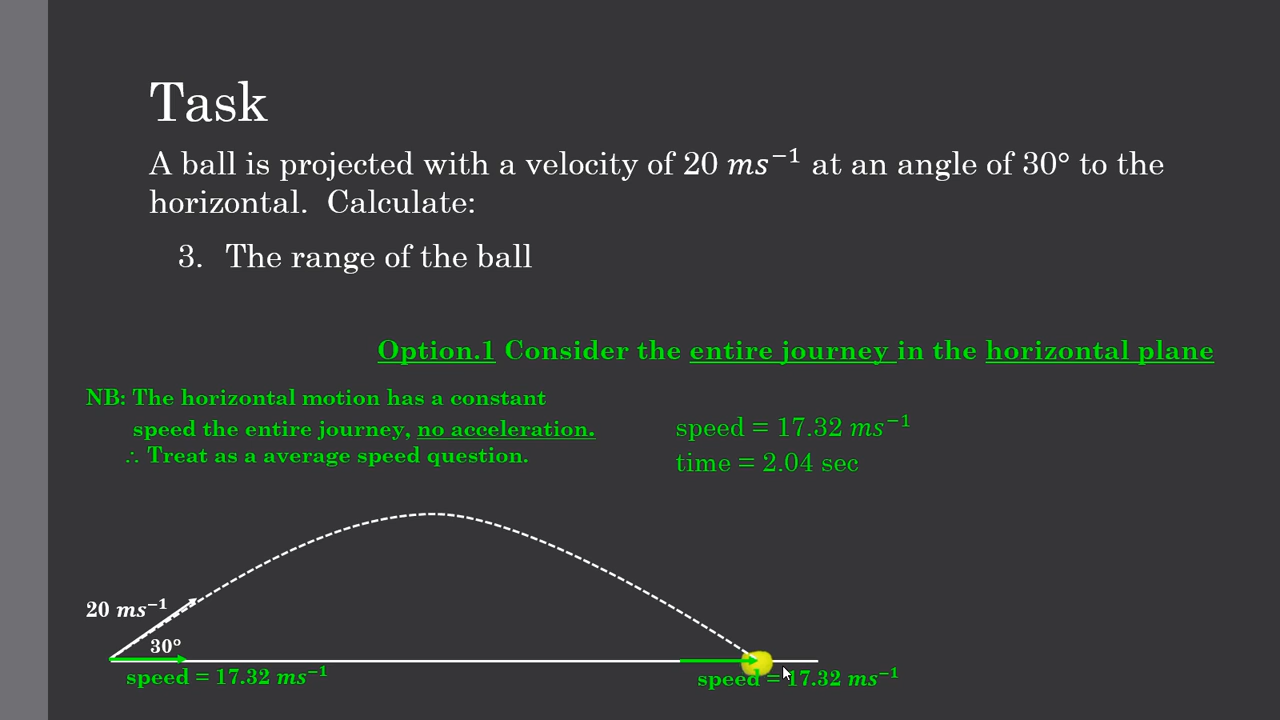 Task
A ball is projected with a velocity of 20 ms⁻¹ at an angle of 30° to the
horizontal. Calculate:
3. The range of the ball
Option.1 Consider the entire journey in the horizontal plane
NB: The horizontal motion has a constant
speed the entire journey, no acceleration.
∴ Treat as a average speed question.
speed = 17.32 ms⁻¹
time = 2.04 sec
20 ms⁻¹
30°
speed = 17.32 ms⁻¹
speed = 17.32 ms⁻¹